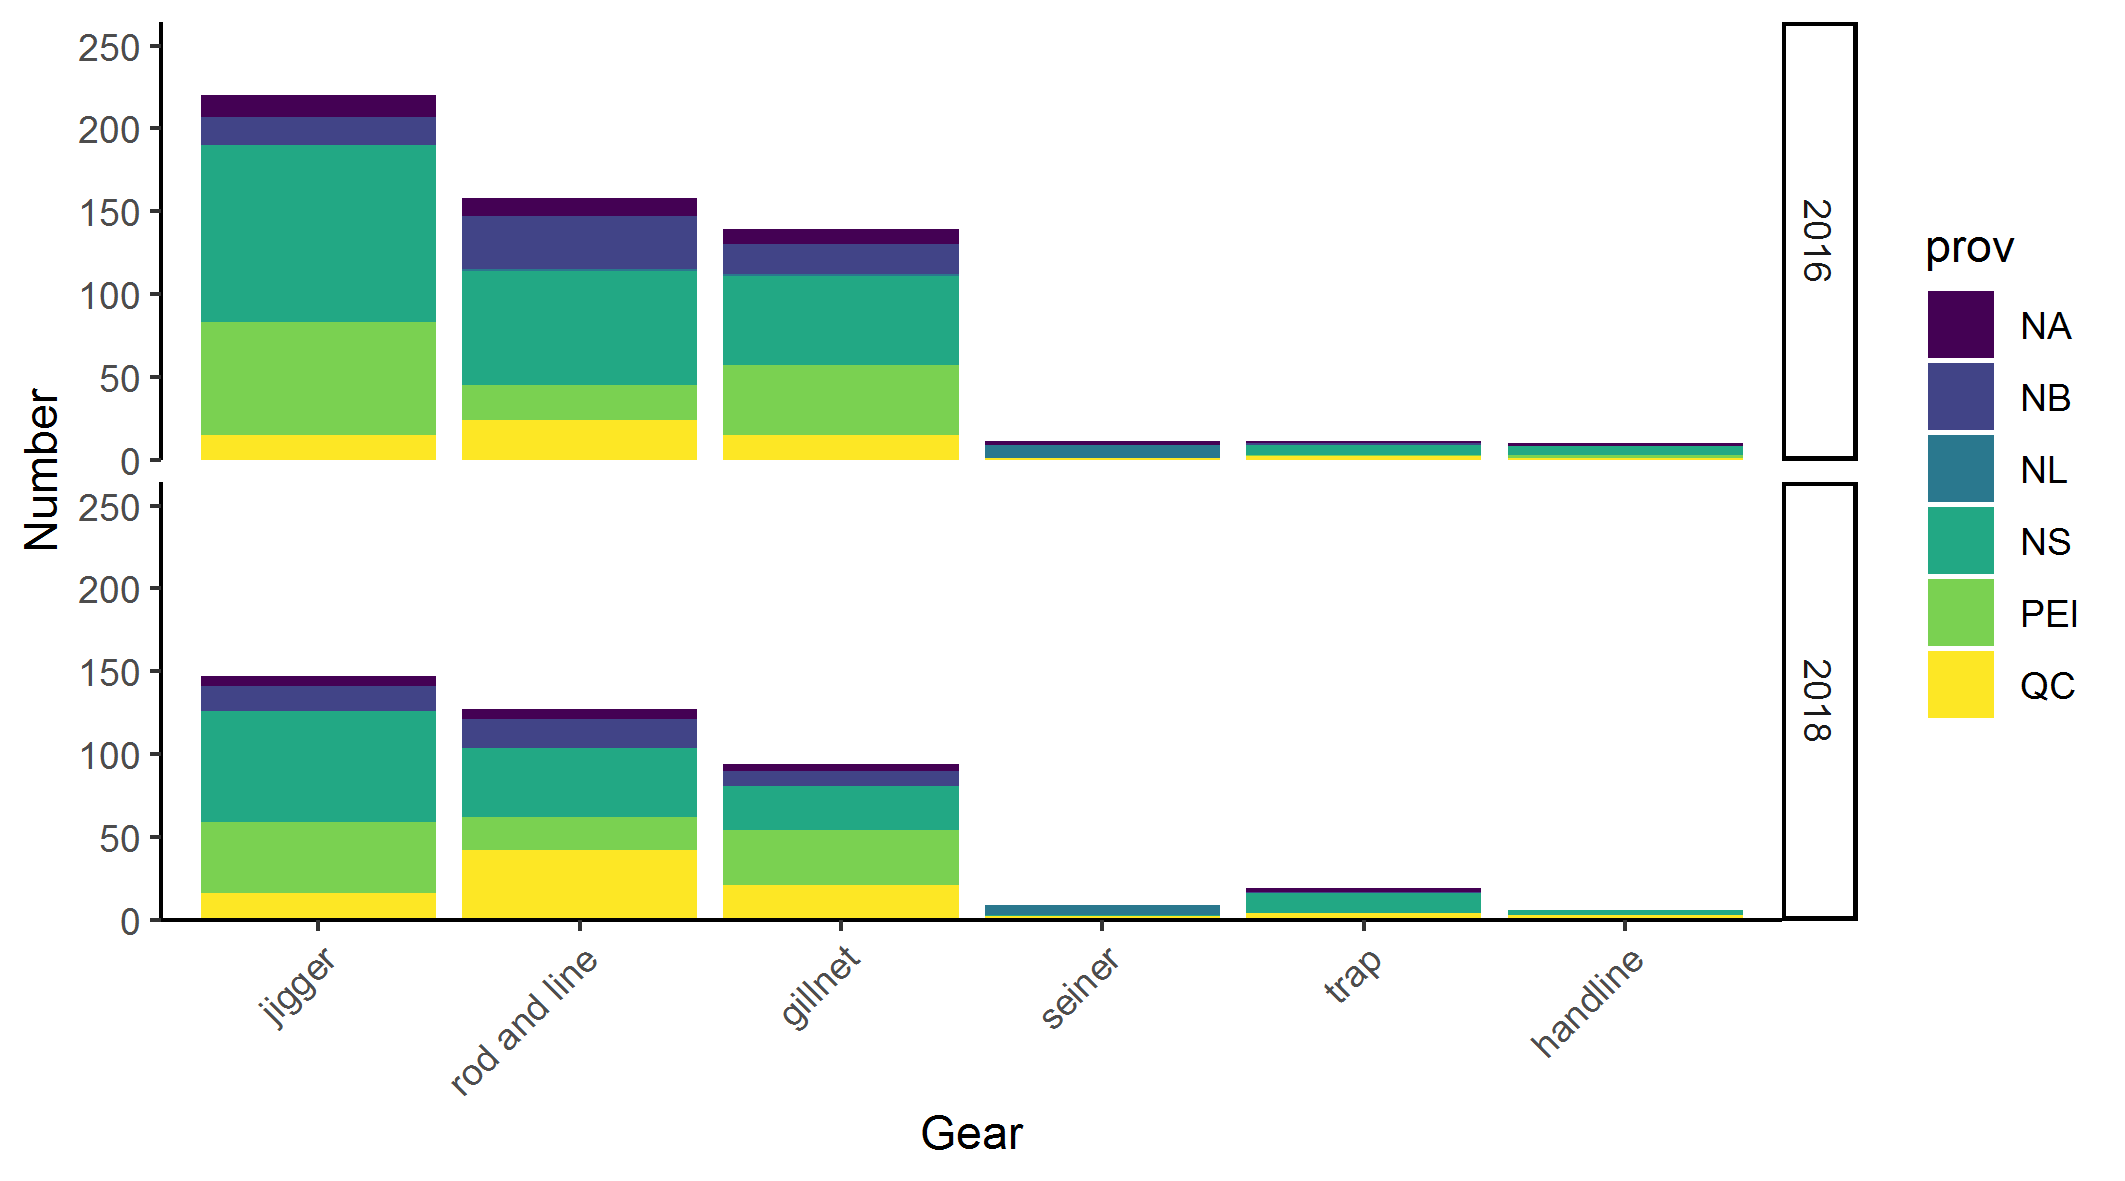 Number
250
200
150
100
50
0
2016
250
200
150
100
50
0
2018
jigger
rod and line
gillnet
seiner
trap
handline
Gear
prov
NA
NB
NL
NS
PEI
QC